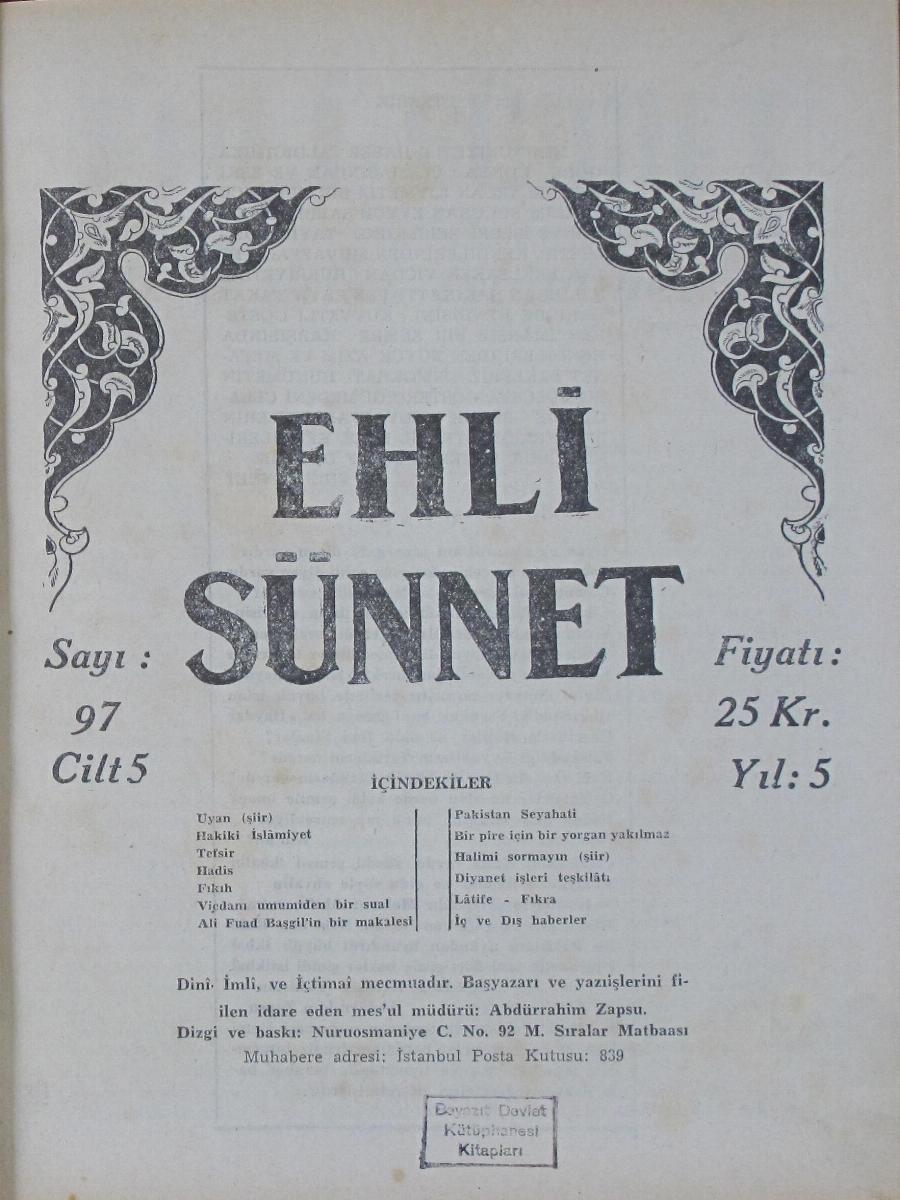 EHLİ
SÜNNET
Sayı :
97
Cilt 5
Fiyatı :
25 Kr.
Yıl : 5
İÇİNDEKİLER
Uyan (şiir)
Hakiki İslâmiyet
Tefsir
Hadis
Fıkıh
Viçdanı umumiden bir sual
Ali Fuad Başgil'in bir makalesi
Pakistan Seyahati
Bir pire için bir yorgan yakılmaz
Halimi sormayın (şiir)
Diyanet işleri teşkilâtı
Lâtife - Fıkra
İç ve Dış haberler
Dinî, İmlî, ve İçtimaî mecmuadır. Başyazarı ve yazıişlerini fi-
ilen idare eden mes'ul müdürü: Abdürrahim Zapsu.
Dizgi ve baskı: Nuruosmaniye C. No. 92 M. Sıralar Matbaası
Muhabere adresi: İstanbul Posta Kutusu: 839
Beyazıt Devlet
Kütüphanesi
Kitapları